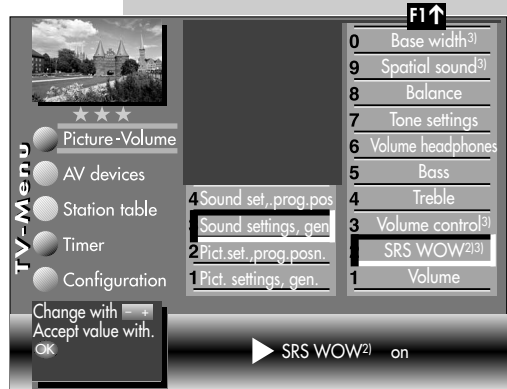 F1↑
TV-Menu
Picture-Volume
AV devices
Station table
Timer
Configuration
4 Sound set,.prog.pos
Sound settings, gen
2 Pict.set.,prog.posn.
1 Pict. settings, gen.
0 Base width3)
9 Spatial sound3)
8 Balance
7 Tone settings
6 Volume headphones
5 Bass
4 Treble
3 Volume control3)
SRS WOW2)3)
1 Volume
Change with - +
Accept value with.
OK
SRS WOW2) on